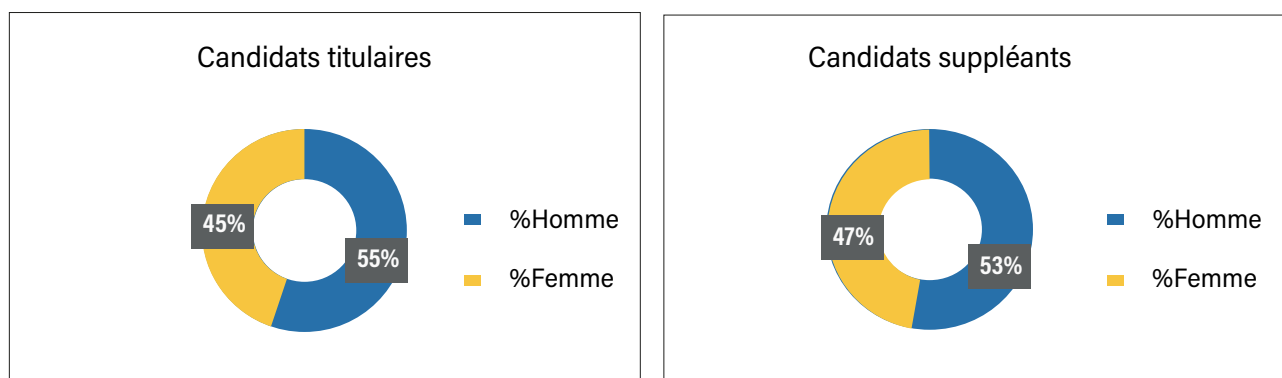 Candidats titulaires
45%
55%
%Homme
%Femme
Candidats suppléants
47%
53%
%Homme
%Femme